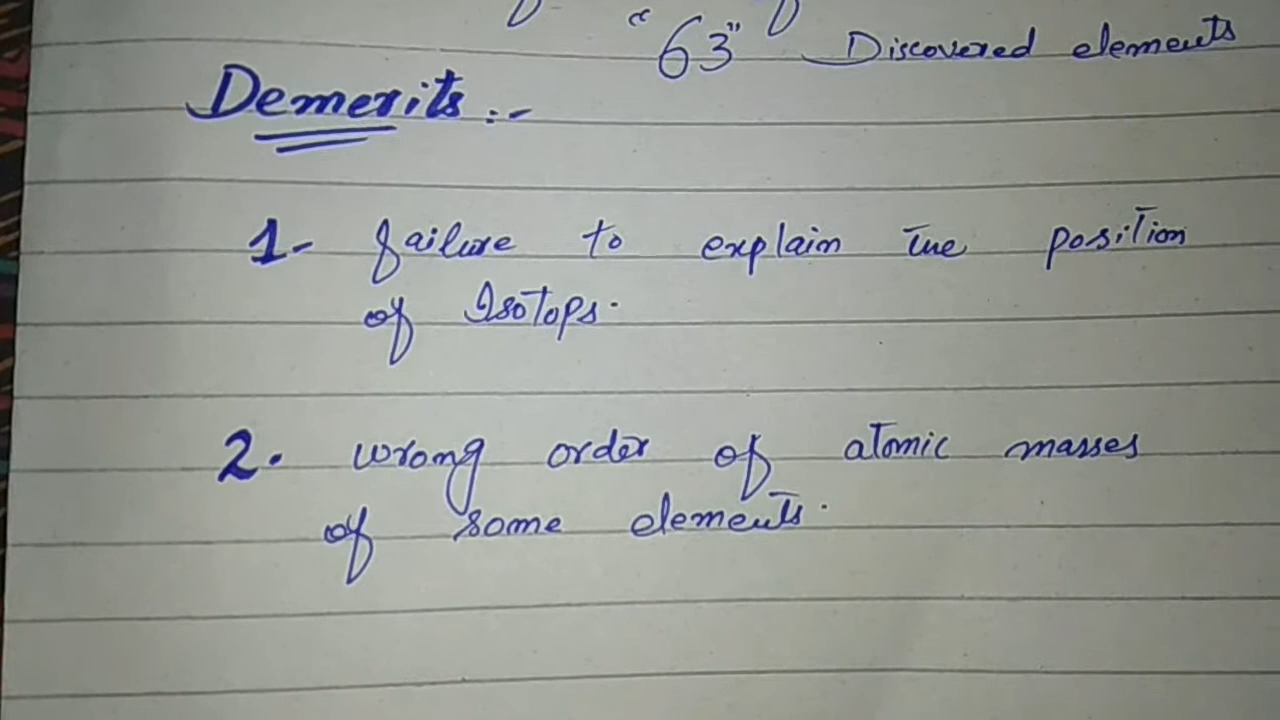 "63" Discovered elements
Demerits :-
1- failure to explain the position
of Isotops.
2. wrong order of atomic masses
of some elements.